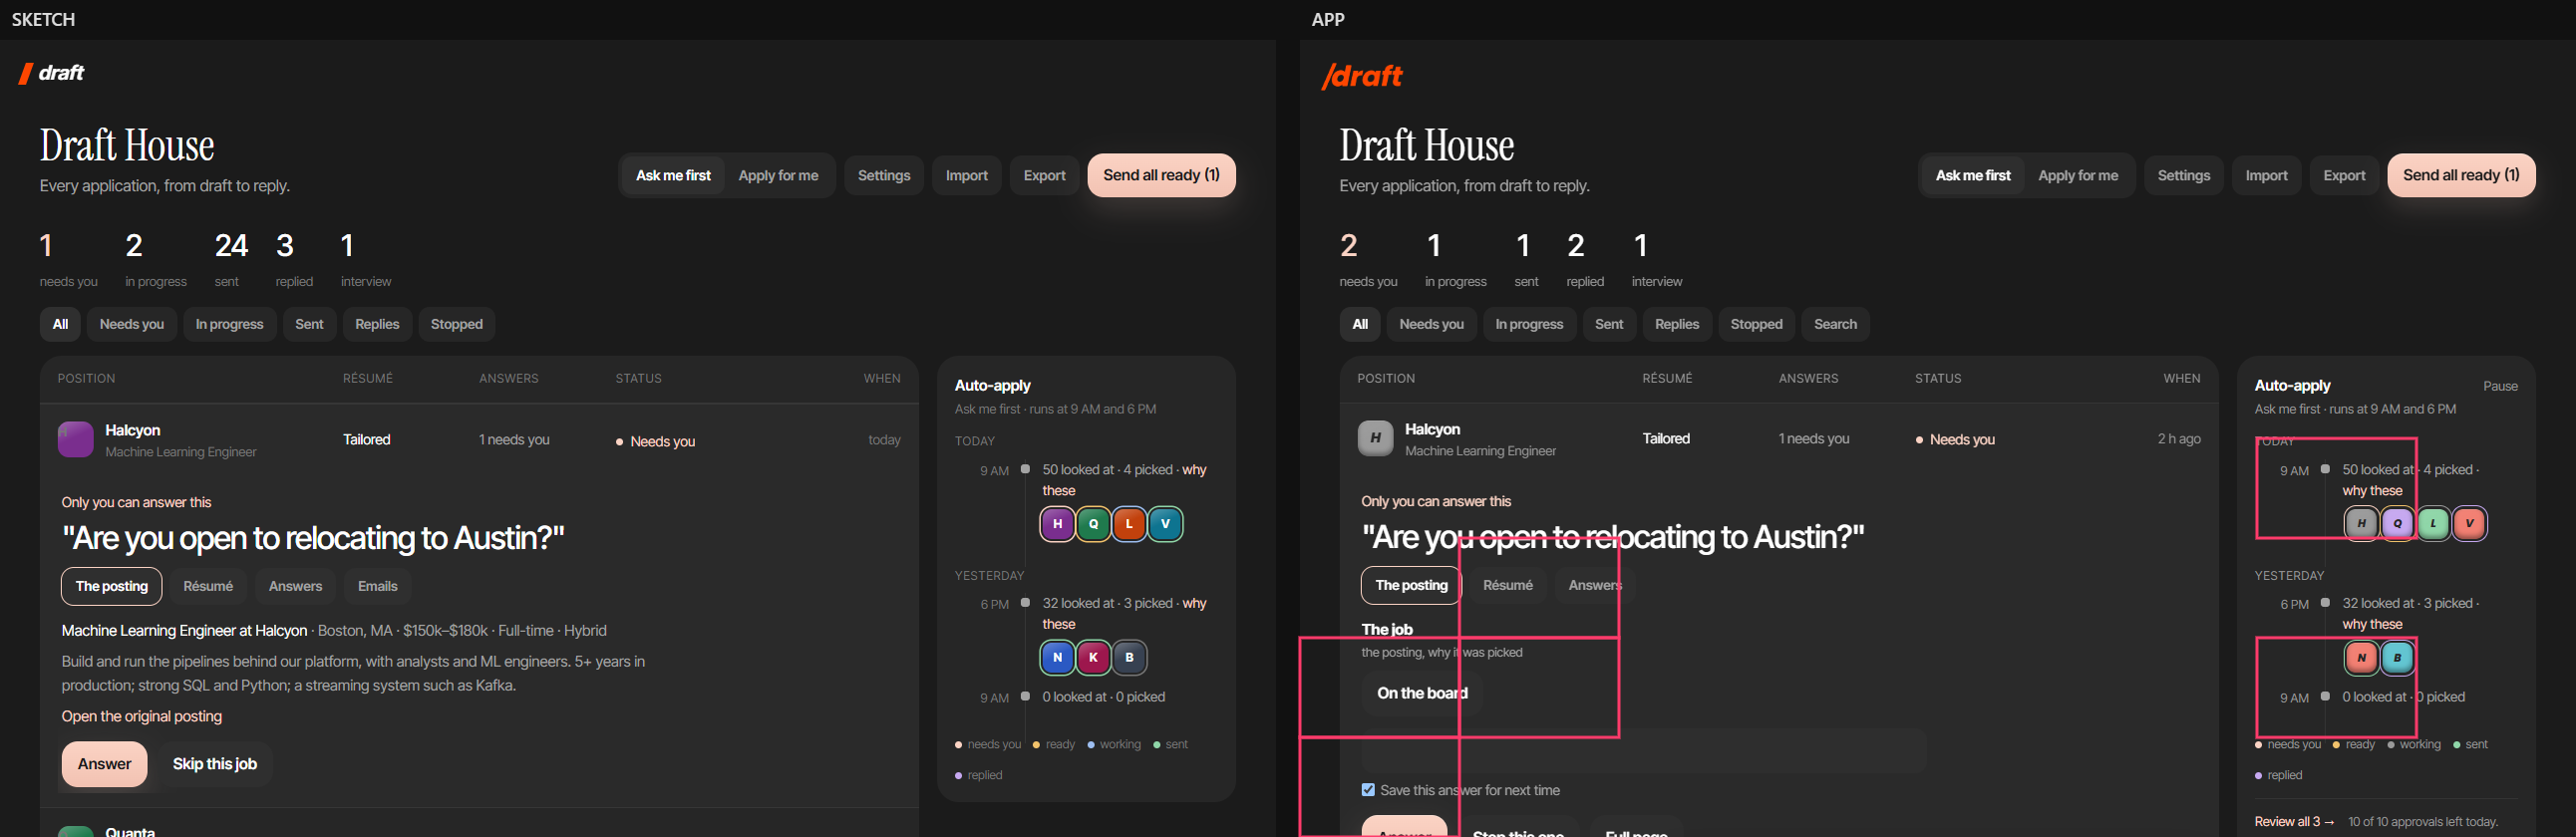 SKETCH
draft
Draft House
Every application, from draft to reply.
Ask me first Apply for me Settings Import Export Send all ready (1)
1 2 24 3 1
needs you in progress sent replied interview
All Needs you In progress Sent Replies Stopped
POSITION RÉSUMÉ ANSWERS STATUS WHEN
H Halcyon
Machine Learning Engineer
Tailored 1 needs you Needs you today
Only you can answer this
"Are you open to relocating to Austin?"
The posting Résumé Answers Emails
Machine Learning Engineer at Halcyon · Boston, MA · $150k–$180k · Full-time · Hybrid
Build and run the pipelines behind our platform, with analysts and ML engineers. 5+ years in
production; strong SQL and Python; a streaming system such as Kafka.
Open the original posting
Answer Skip this job
Quanta
Auto-apply
Ask me first · runs at 9 AM and 6 PM
TODAY
9 AM 50 looked at · 4 picked · why
these
H Q L V
YESTERDAY
6 PM 32 looked at · 3 picked · why
these
N K B
9 AM 0 looked at · 0 picked
needs you ready working sent
replied
APP
/draft
Draft House
Every application, from draft to reply.
Ask me first Apply for me Settings Import Export Send all ready (1)
2 1 1 2 1
needs you in progress sent replied interview
All Needs you In progress Sent Replies Stopped Search
POSITION RÉSUMÉ ANSWERS STATUS WHEN
H Halcyon
Machine Learning Engineer
Tailored 1 needs you Needs you 2 h ago
Only you can answer this
"Are you open to relocating to Austin?"
The posting Résumé Answers
The job
the posting, why it was picked
On the board
Save this answer for next time
Answer Stop this one Full page
Auto-apply Pause
Ask me first · runs at 9 AM and 6 PM
TODAY
9 AM 50 looked at · 4 picked ·
why these
H Q L V
YESTERDAY
6 PM 32 looked at · 3 picked ·
why these
N B
9 AM 0 looked at · 0 picked
needs you ready working sent
replied
Review all 3 → 10 of 10 approvals left today.